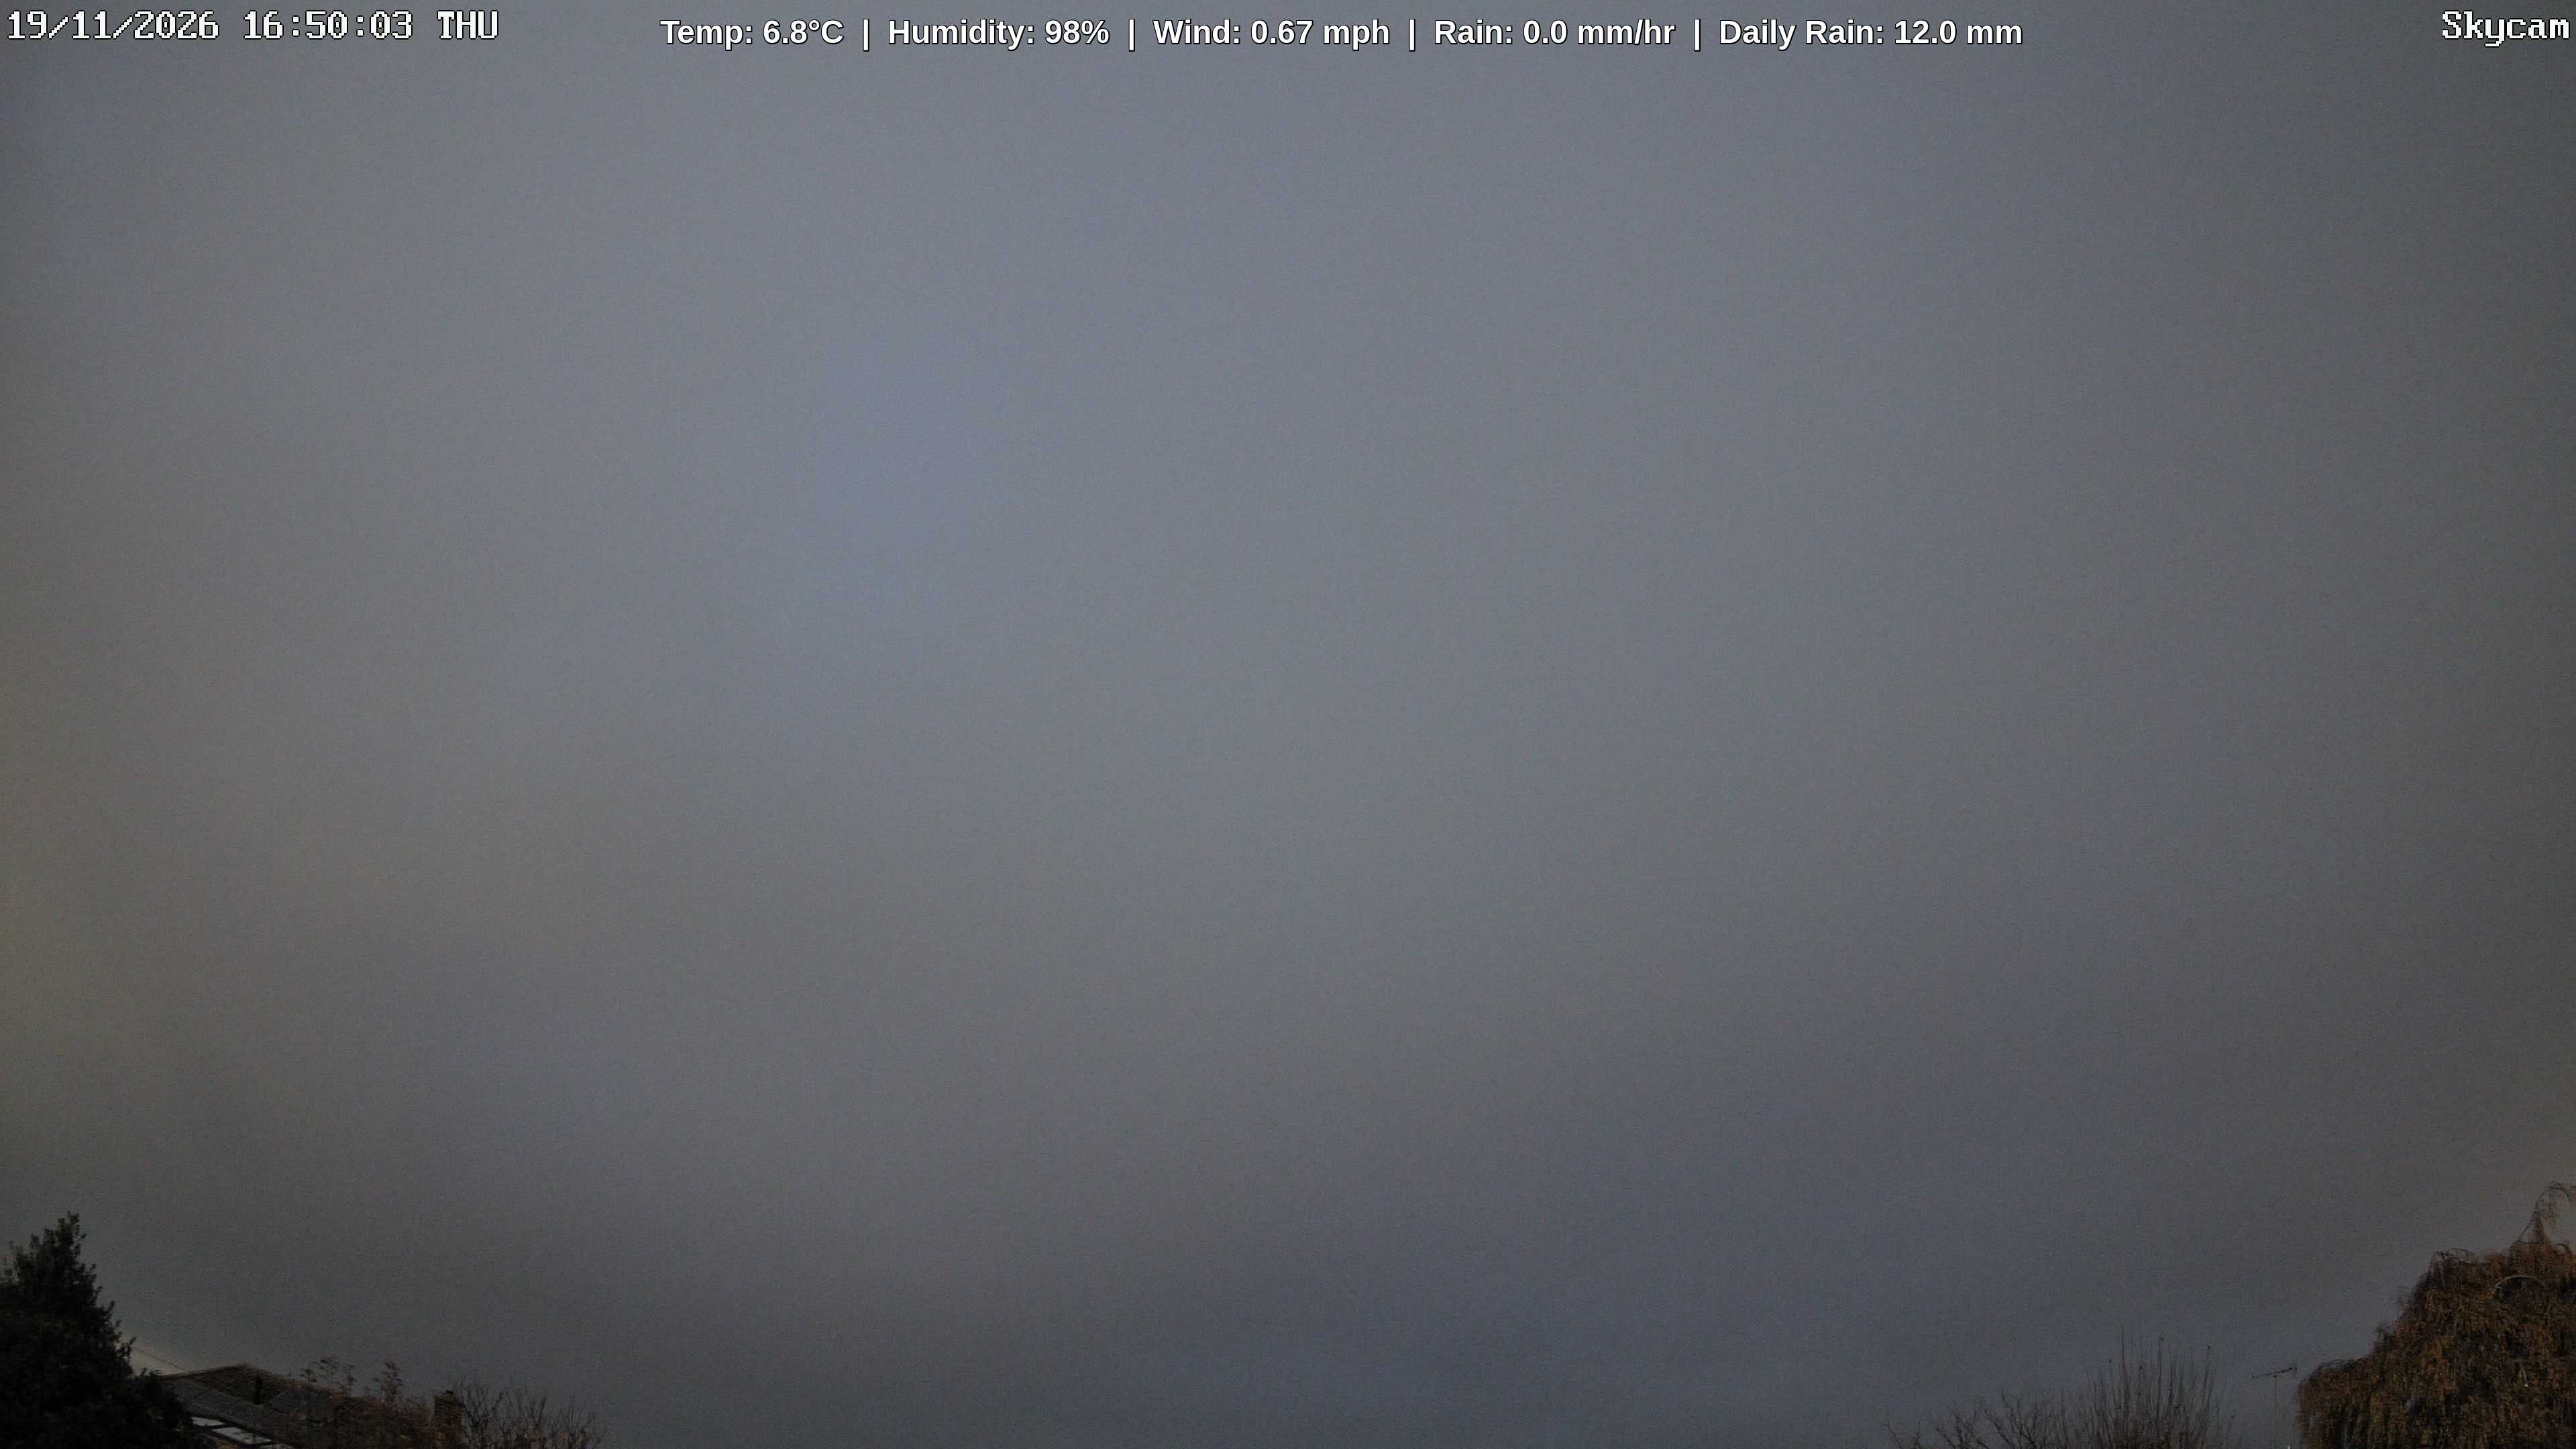 19/11/2026 16:50:03 THU
Temp: 6.8°C | Humidity: 98% | Wind: 0.67 mph | Rain: 0.0 mm/hr | Daily Rain: 12.0 mm
Skycam